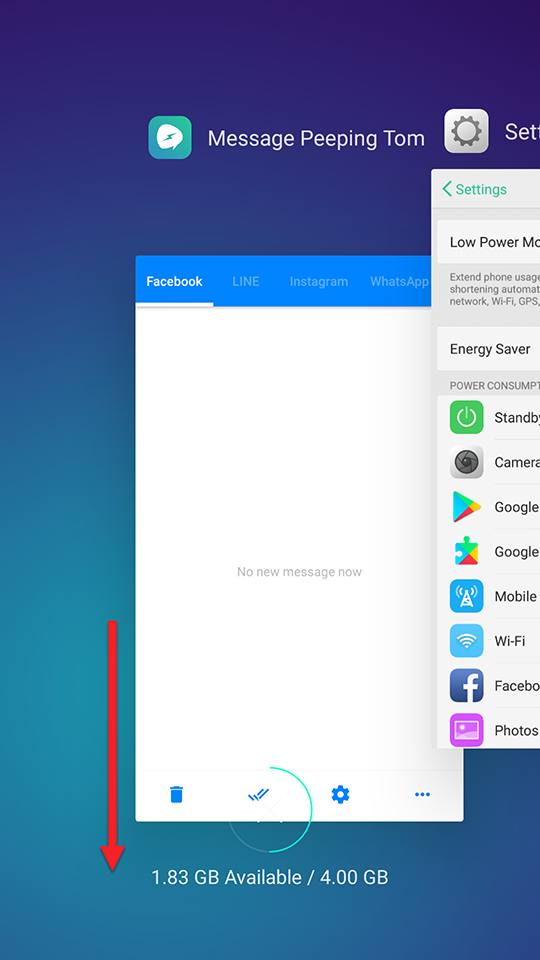 Message Peeping Tom
Sett
Settings
Facebook LINE Instagram WhatsApp
Low Power Mo
Extend phone usage
shortening automat
network, Wi-Fi, GPS,
Energy Saver
POWER CONSUMPT
Standby
Camera
Google
Google
Mobile
Wi-Fi
Facebo
Photos
No new message now
1.83 GB Available / 4.00 GB